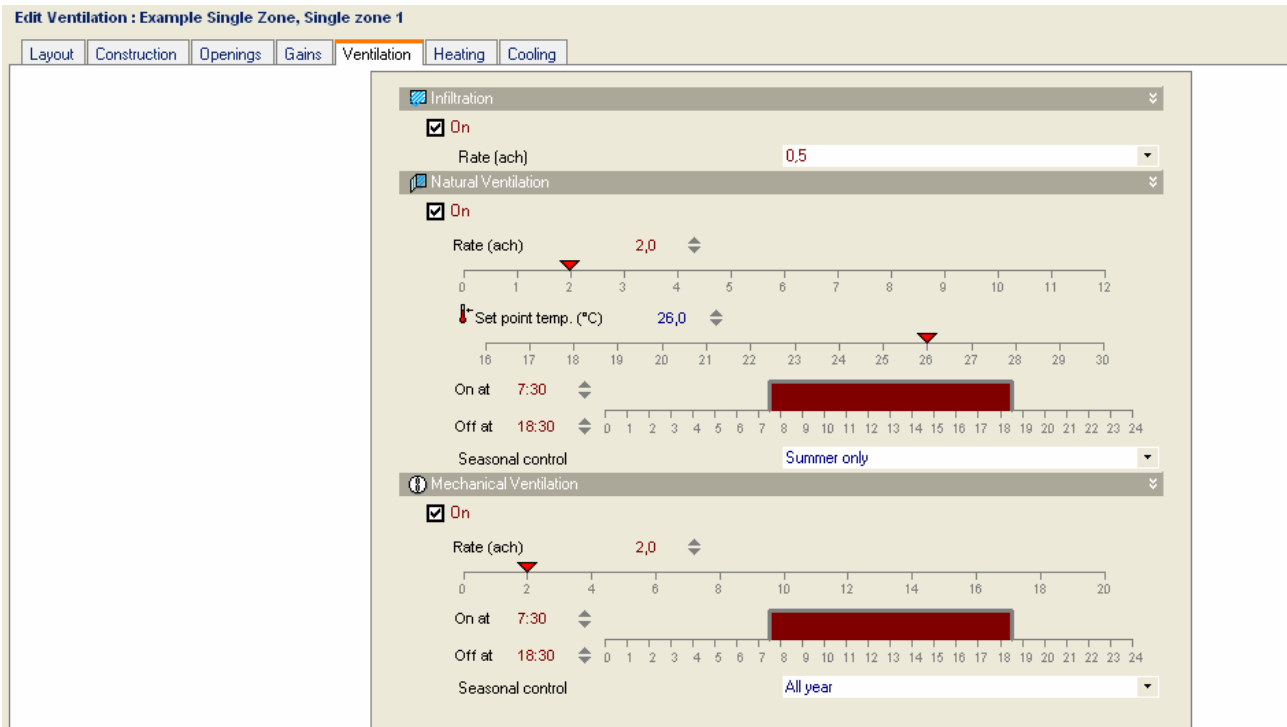 Edit Ventilation : Example Single Zone, Single zone 1
Layout Construction Openings Gains Ventilation Heating Cooling
Infiltration
On
Rate (ach) 0,5
Natural Ventilation
On
Rate (ach) 2,0
0 1 2 3 4 5 6 7 8 9 10 11 12
Set point temp. (°C) 26,0
16 17 18 19 20 21 22 23 24 25 26 27 28 29 30
On at 7:30
Off at 18:30 0 1 2 3 4 5 6 7 8 9 10 11 12 13 14 15 16 17 18 19 20 21 22 23 24
Seasonal control Summer only
Mechanical Ventilation
On
Rate (ach) 2,0
0 2 4 6 8 10 12 14 16 18 20
On at 7:30
Off at 18:30 0 1 2 3 4 5 6 7 8 9 10 11 12 13 14 15 16 17 18 19 20 21 22 23 24
Seasonal control All year